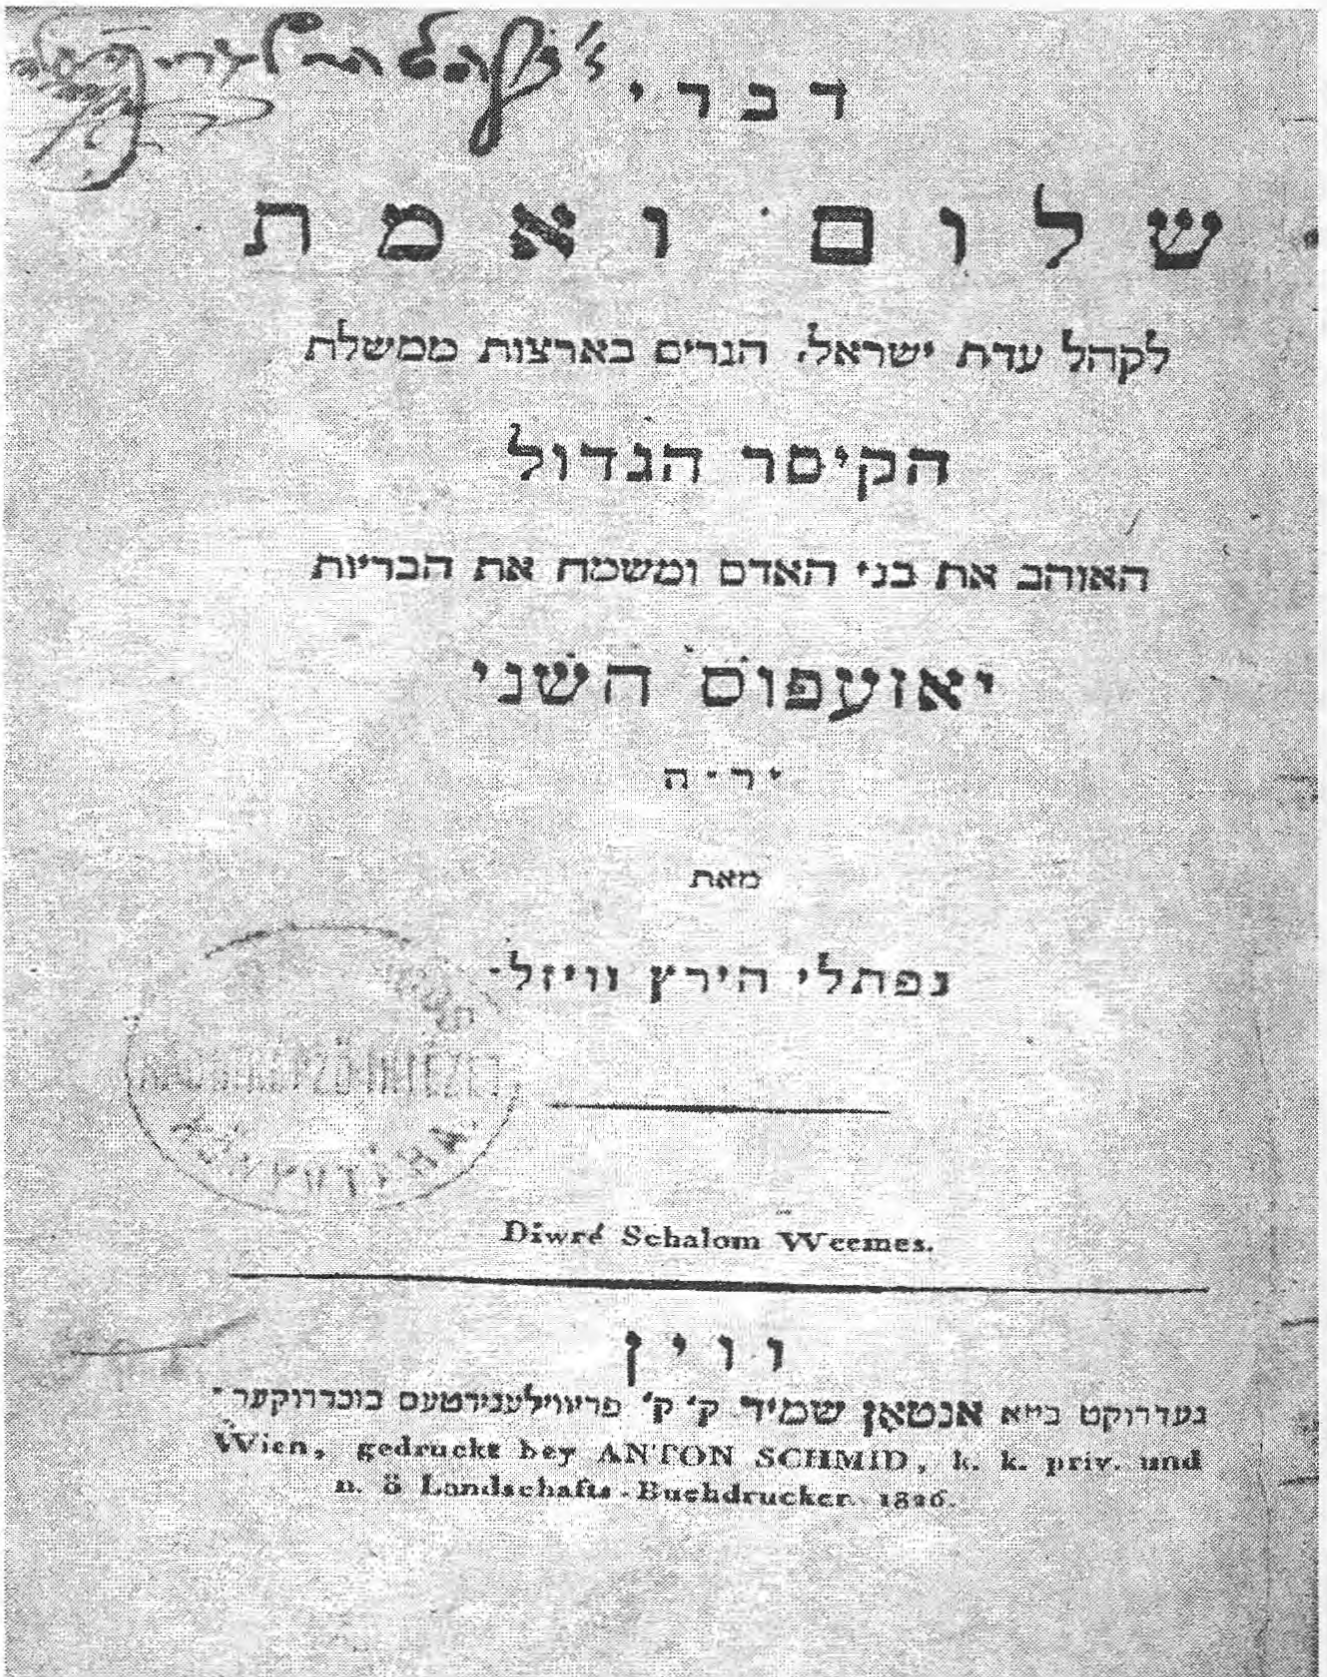 דברי
שלום ואמת
לקהל עדת ישראל, הגרים בארצות ממשלת
הקיסר הגדול
האוהב את בני האדם ומשמח את הבריות
יאזעפוס השני
יר״ה
מאת
נפתלי הירץ וויזל.
Diwré Schalom Weemes.
ווין
געדרוקט בייא אנטאן שמיד ק' ק' פריווילעגירטעם בוכדרוקער.
Wien, gedruckt bey ANTON SCHMID, k. k. priv. und
n. ö Landschafts-Buchdrucker 1826.